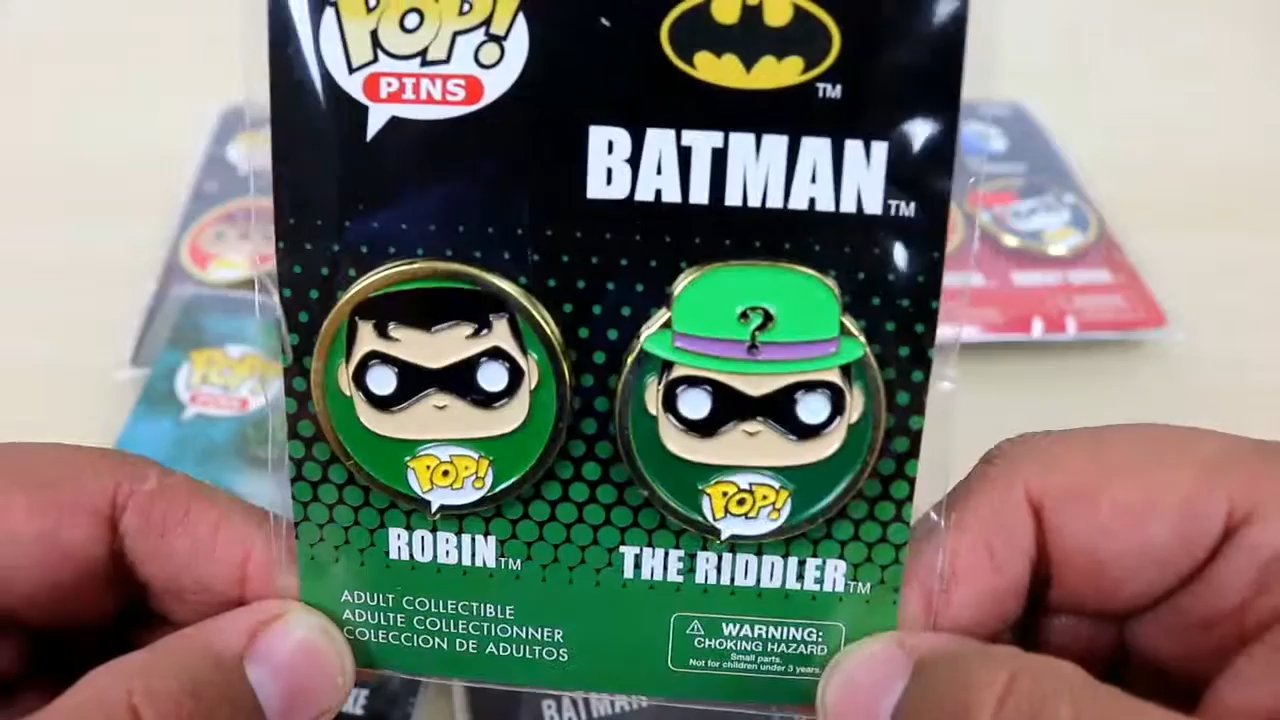 POP!
PINS
TM
BATMAN TM
?
POP!
POP!
ROBIN TM
THE RIDDLER TM
ADULT COLLECTIBLE
ADULTE COLLECTIONNER
COLECCION DE ADULTOS
⚠ WARNING:
CHOKING HAZARD
Small parts.
Not for children under 3 years.
POP!
BATMAN